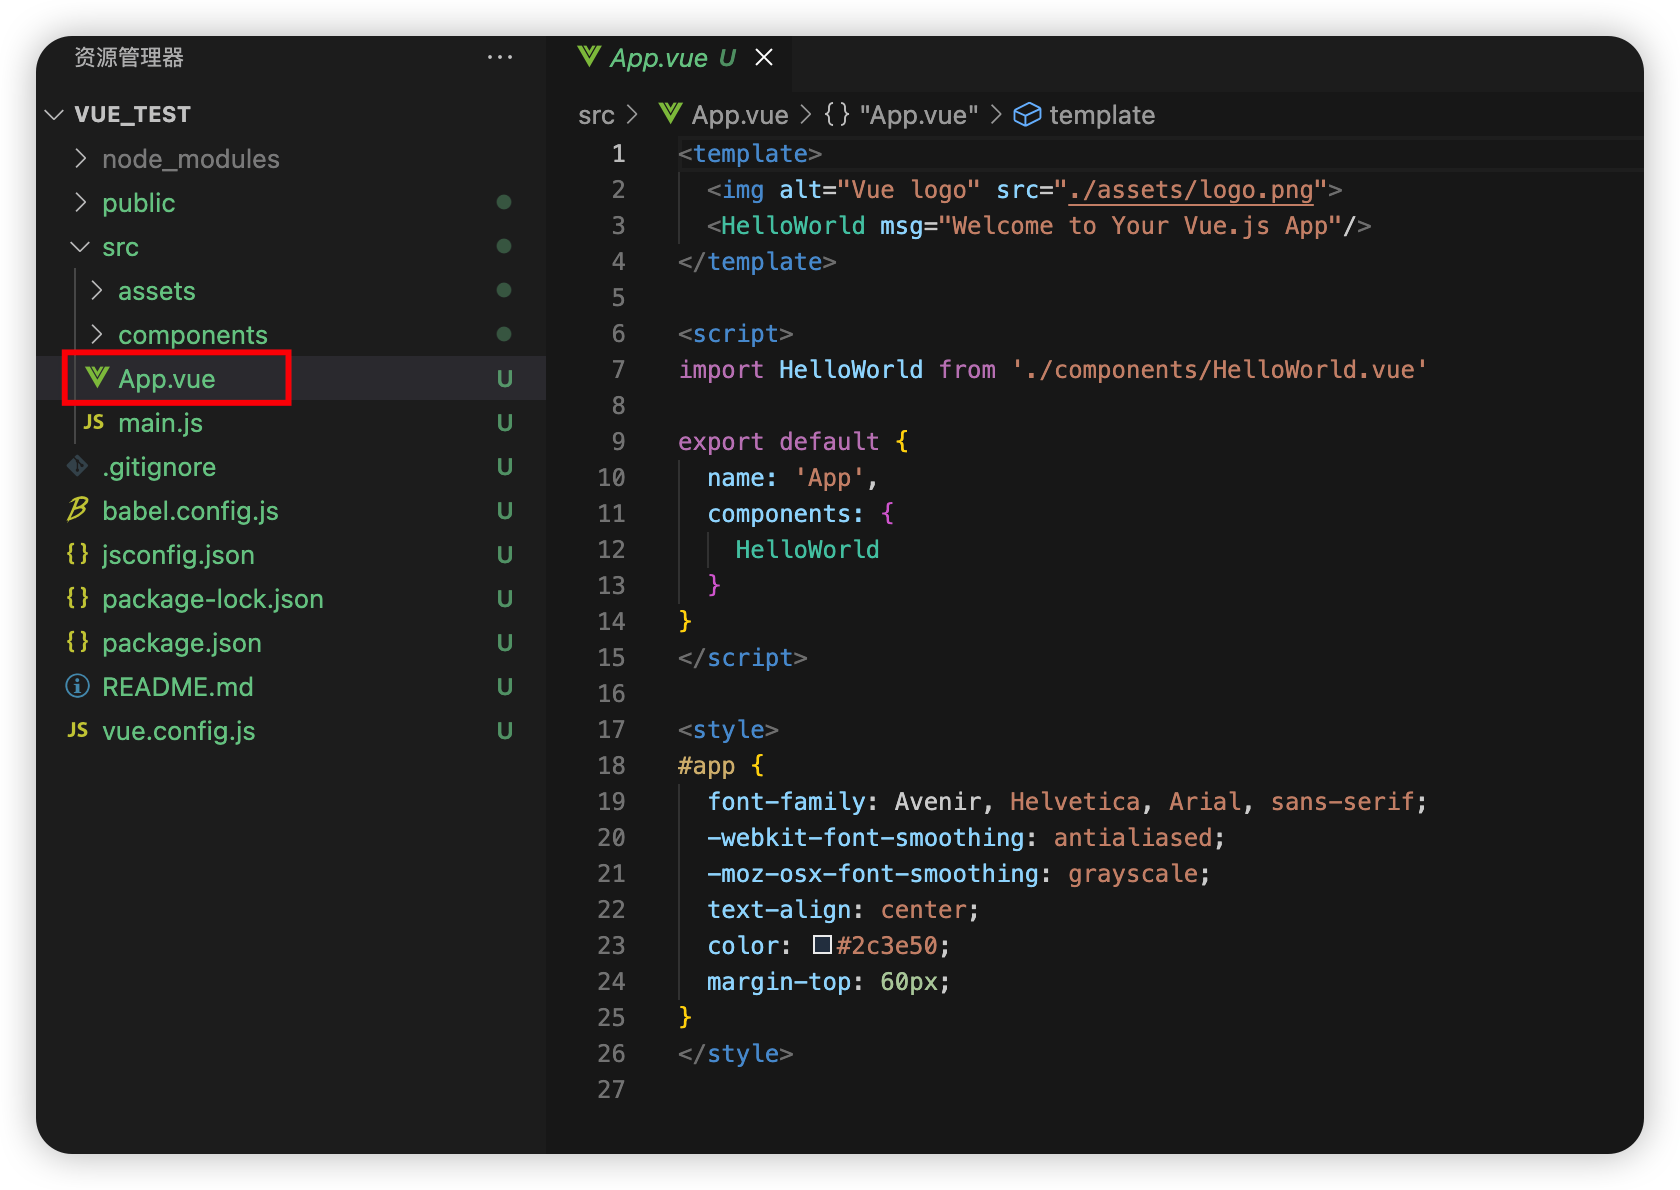 资源管理器 ···
VUE_TEST
node_modules
public
src
assets
components
App.vue U
JS main.js U
.gitignore U
babel.config.js U
{} jsconfig.json U
{} package-lock.json U
{} package.json U
README.md U
JS vue.config.js U
App.vue U
src > App.vue > {} "App.vue" > template
1 <template>
2 <img alt="Vue logo" src="./assets/logo.png">
3 <HelloWorld msg="Welcome to Your Vue.js App"/>
4 </template>
5
6 <script>
7 import HelloWorld from './components/HelloWorld.vue'
8
9 export default {
10 name: 'App',
11 components: {
12 HelloWorld
13 }
14 }
15 </script>
16
17 <style>
18 #app {
19 font-family: Avenir, Helvetica, Arial, sans-serif;
20 -webkit-font-smoothing: antialiased;
21 -moz-osx-font-smoothing: grayscale;
22 text-align: center;
23 color: #2c3e50;
24 margin-top: 60px;
25 }
26 </style>
27